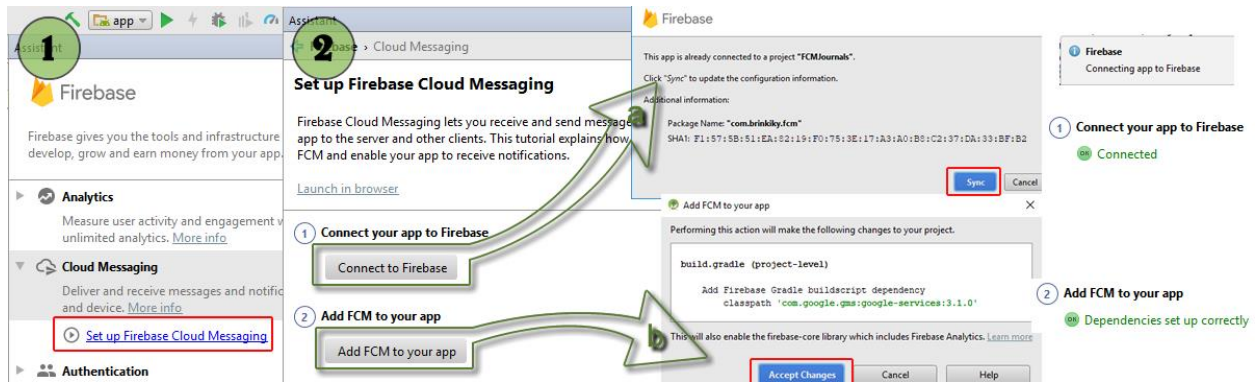 app
Assistant
1
Firebase
Firebase gives you the tools and infrastructure
develop, grow and earn money from your app.
Analytics
Measure user activity and engagement w
unlimited analytics. More info
Cloud Messaging
Deliver and receive messages and notific
and device. More info
Set up Firebase Cloud Messaging
Authentication
Assistant
2
Firebase › Cloud Messaging
Set up Firebase Cloud Messaging
Firebase Cloud Messaging lets you receive and send message
app to the server and other clients. This tutorial explains how
FCM and enable your app to receive notifications.
Launch in browser
1 Connect your app to Firebase
Connect to Firebase
2 Add FCM to your app
Add FCM to your app
a
b
Firebase
This app is already connected to a project "FCMJournals".
Click "Sync" to update the configuration information.
Additional information:
Package Name: "com.brinkiky.fcm"
SHA1: F1:57:5B:51:EA:82:19:F0:75:3E:17:A3:A0:B8:C2:37:DA:33:BF:B2
Sync Cancel
Add FCM to your app
Performing this action will make the following changes to your project.
build.gradle (project-level)
Add Firebase Gradle buildscript dependency
classpath 'com.google.gms:google-services:3.1.0'
This will also enable the firebase-core library which includes Firebase Analytics. Learn more
Accept Changes Cancel Help
Firebase
Connecting app to Firebase
1 Connect your app to Firebase
OK Connected
2 Add FCM to your app
OK Dependencies set up correctly